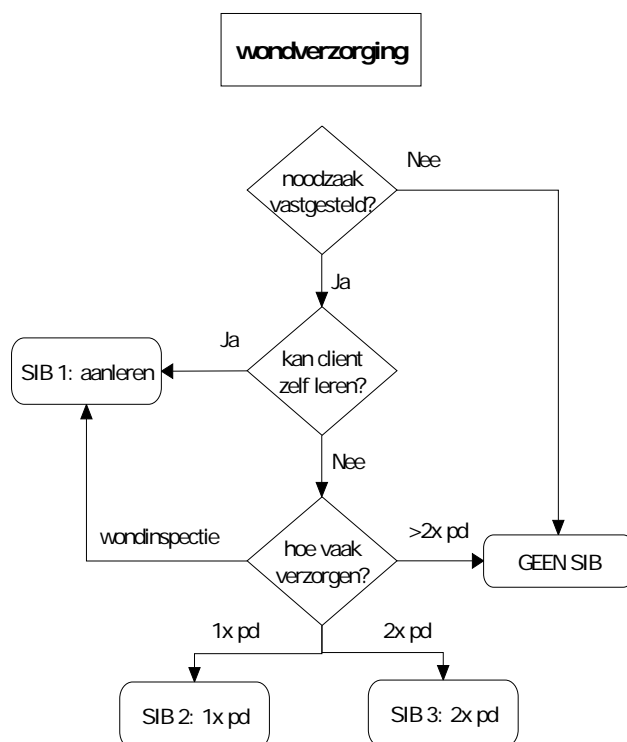 wondverzorging
Nee
noodzaak
vastgesteld?
Ja
Ja
kan client
zelf leren?
SIB 1: aanleren
Nee
wondinspectie
hoe vaak
verzorgen?
>2x pd
GEEN SIB
1x pd
2x pd
SIB 2: 1x pd
SIB 3: 2x pd